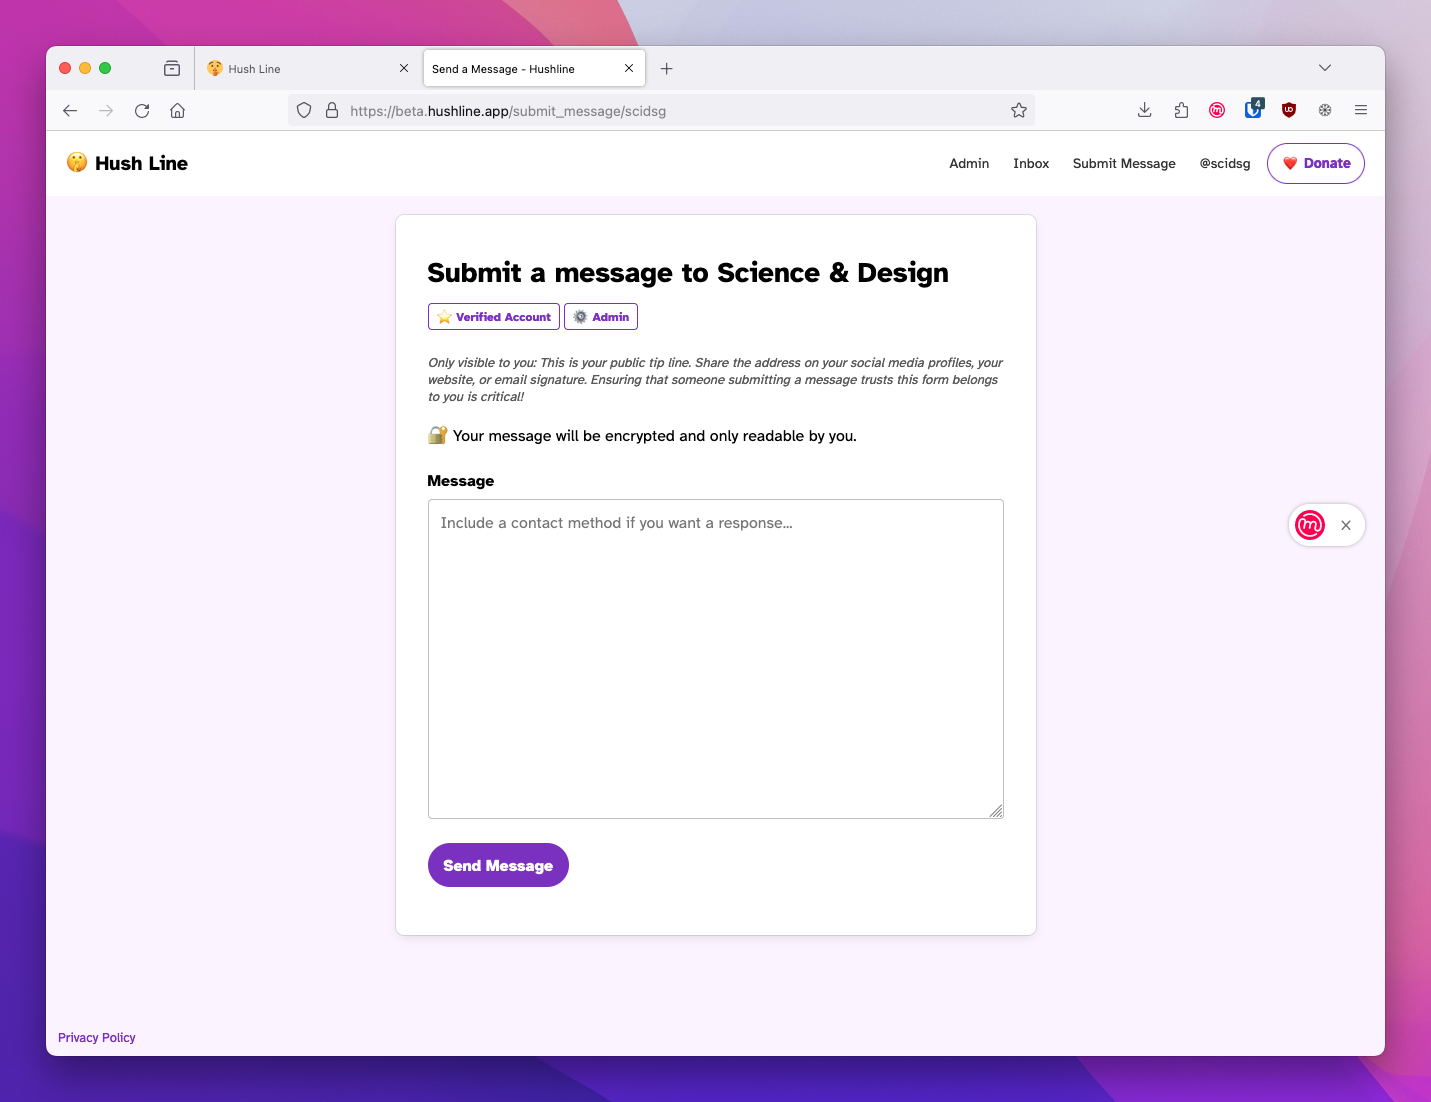 Hush Line
Send a Message - Hushline
https://beta.hushline.app/submit_message/scidsg
4
Hush Line
Admin
Inbox
Submit Message
@scidsg
Donate
Submit a message to Science & Design
Verified Account
Admin
Only visible to you: This is your public tip line. Share the address on your social media profiles, your
website, or email signature. Ensuring that someone submitting a message trusts this form belongs
to you is critical!
Your message will be encrypted and only readable by you.
Message
Include a contact method if you want a response...
Send Message
Privacy Policy